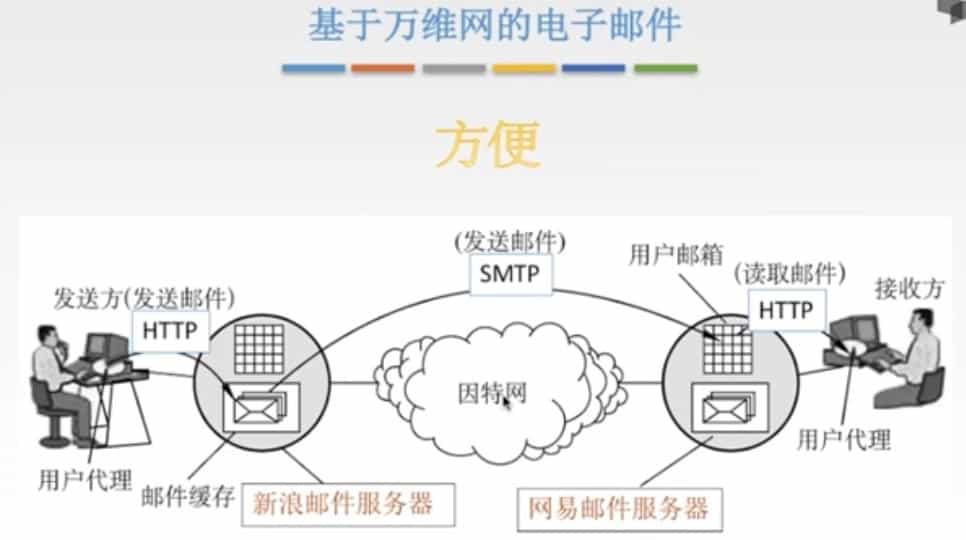 基于万维网的电子邮件
方便
(发送邮件)
SMTP
用户邮箱
(读取邮件)
HTTP
接收方
发送方(发送邮件)
HTTP
因特网
用户代理
用户代理
邮件缓存
新浪邮件服务器
网易邮件服务器